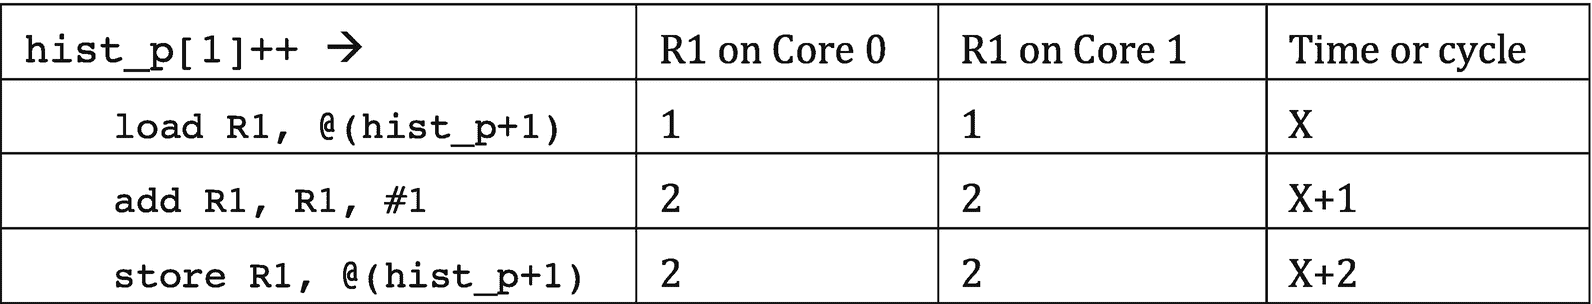 hist_p[1]++ → R1 on Core 0 R1 on Core 1 Time or cycle
load R1, @(hist_p+1) 1 1 X
add R1, R1, #1 2 2 X+1
store R1, @(hist_p+1) 2 2 X+2